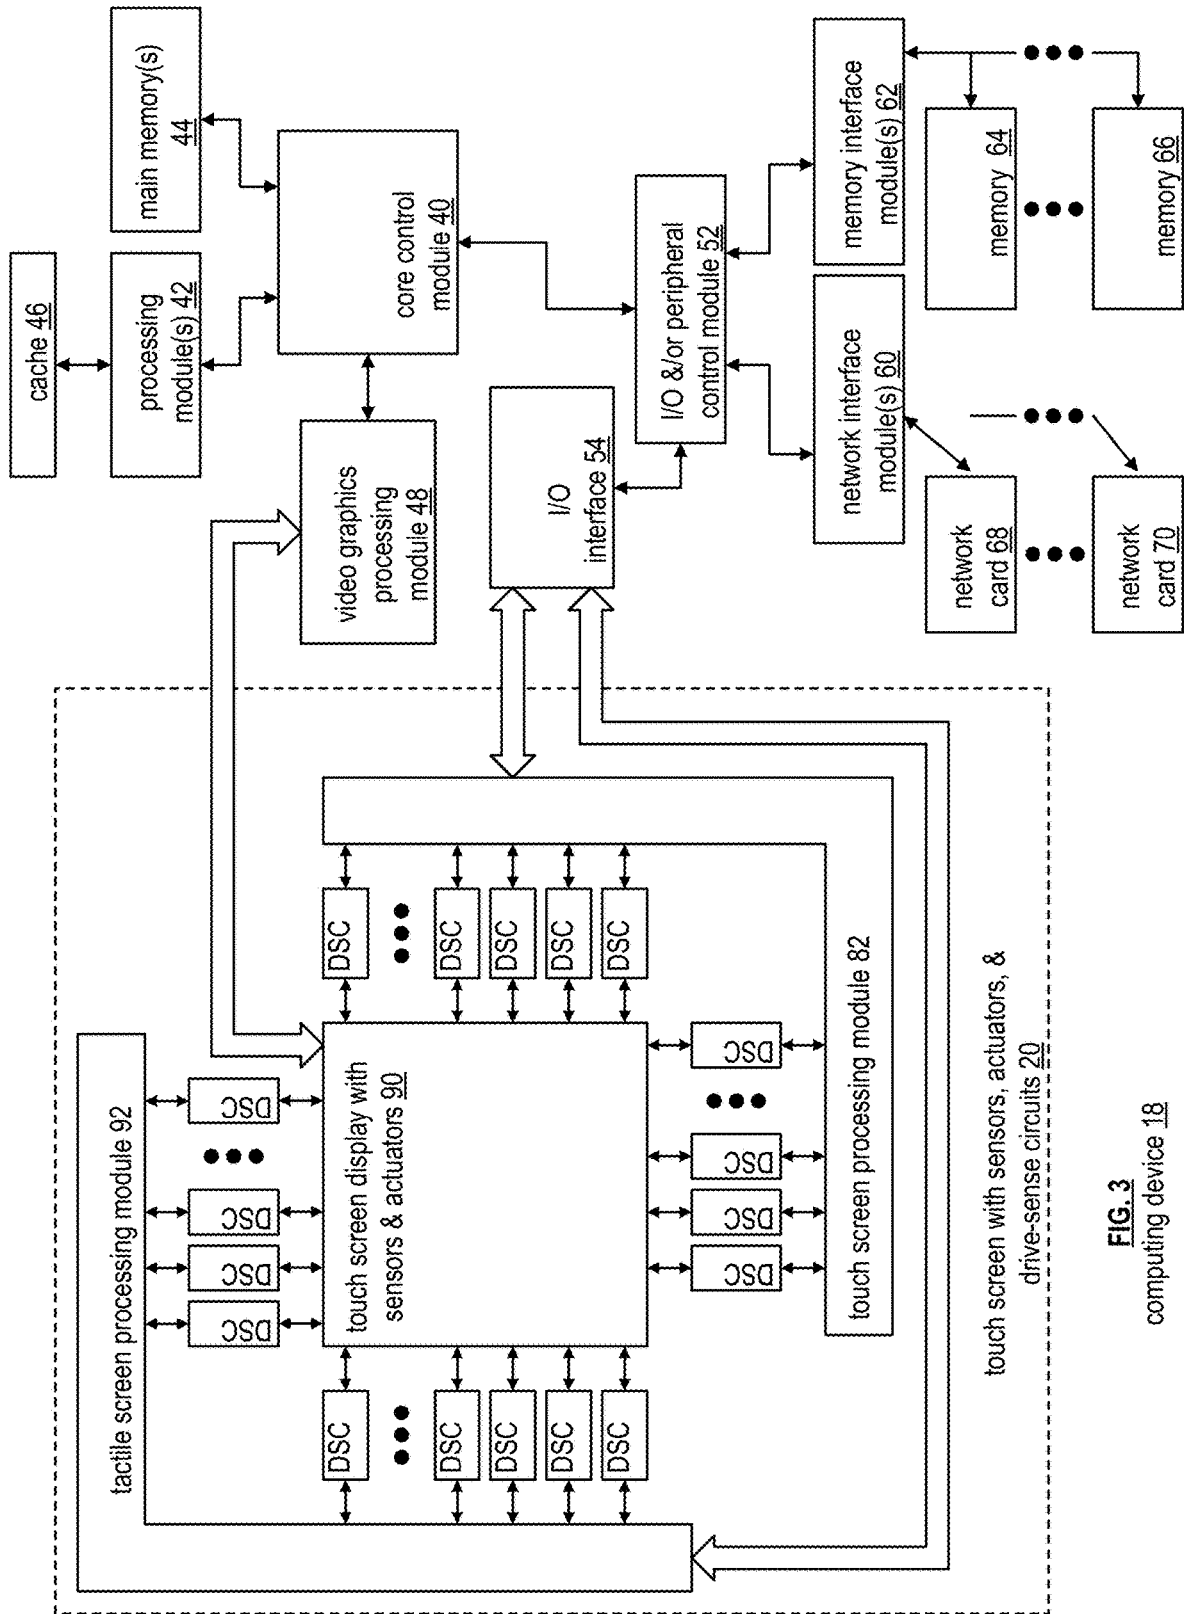 cache 46
tactile screen processing module 92
processing
module(s) 42
main memory(s)
44
DSC
DSC
DSC
DSC
touch screen display with
sensors & actuators 90
video graphics
processing
module 48
core control
module 40
DSC
DSC
DSC
DSC
DSC
DSC
DSC
DSC
DSC
DSC
I/O
interface 54
I/O &/or peripheral
control module 52
DSC
DSC
DSC
DSC
touch screen processing module 82
network interface
module(s) 60
memory interface
module(s) 62
network
card 68
memory 64
touch screen with sensors, actuators, &
drive-sense circuits 20
network
card 70
memory 66
FIG. 3
computing device 18